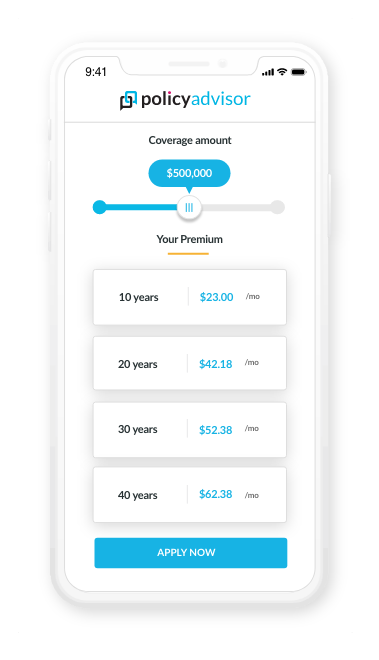 9:41
policyadvisor
Coverage amount
$500,000
Your Premium
10 years $23.00 /mo
20 years $42.18 /mo
30 years $52.38 /mo
40 years $62.38 /mo
APPLY NOW